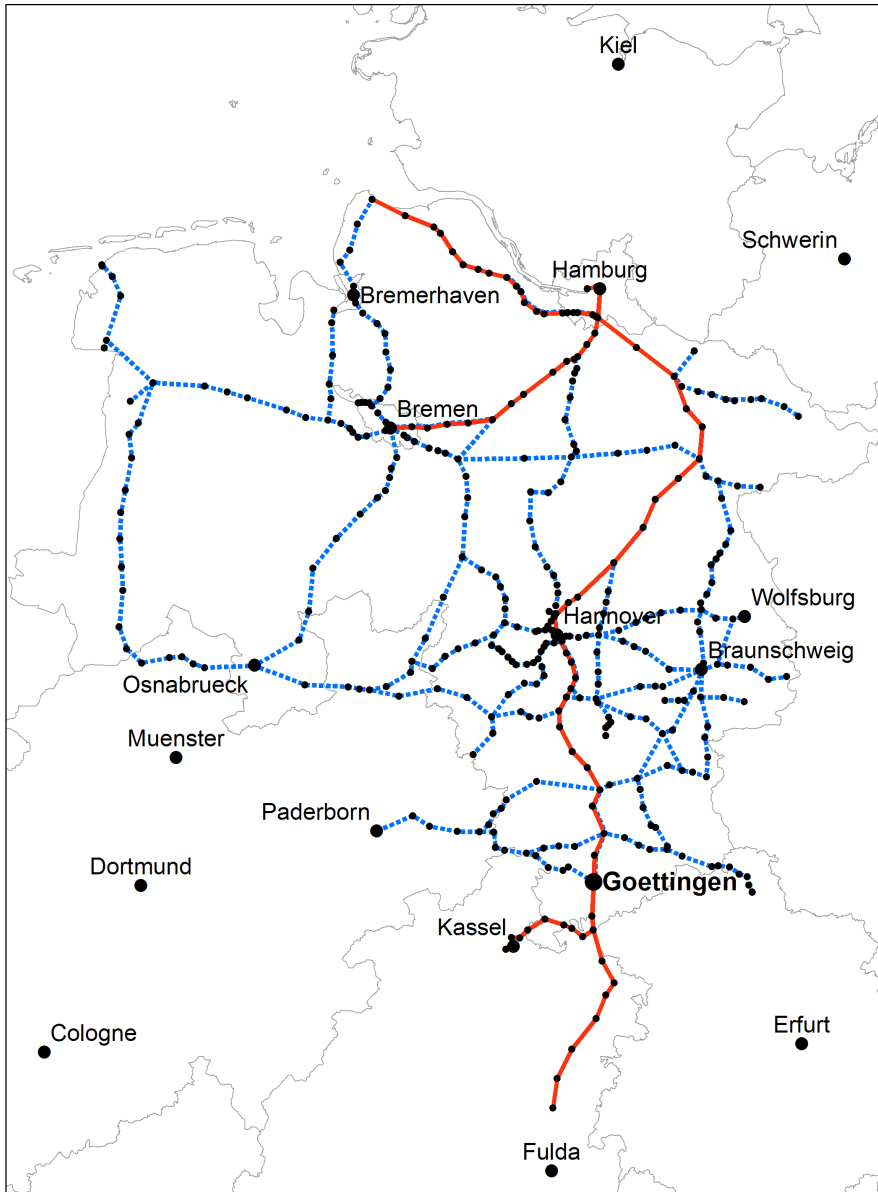 Kiel
Schwerin
Hamburg
Bremerhaven
Bremen
Wolfsburg
Hannover
Braunschweig
Osnabrueck
Muenster
Paderborn
Dortmund
Goettingen
Kassel
Cologne
Erfurt
Fulda